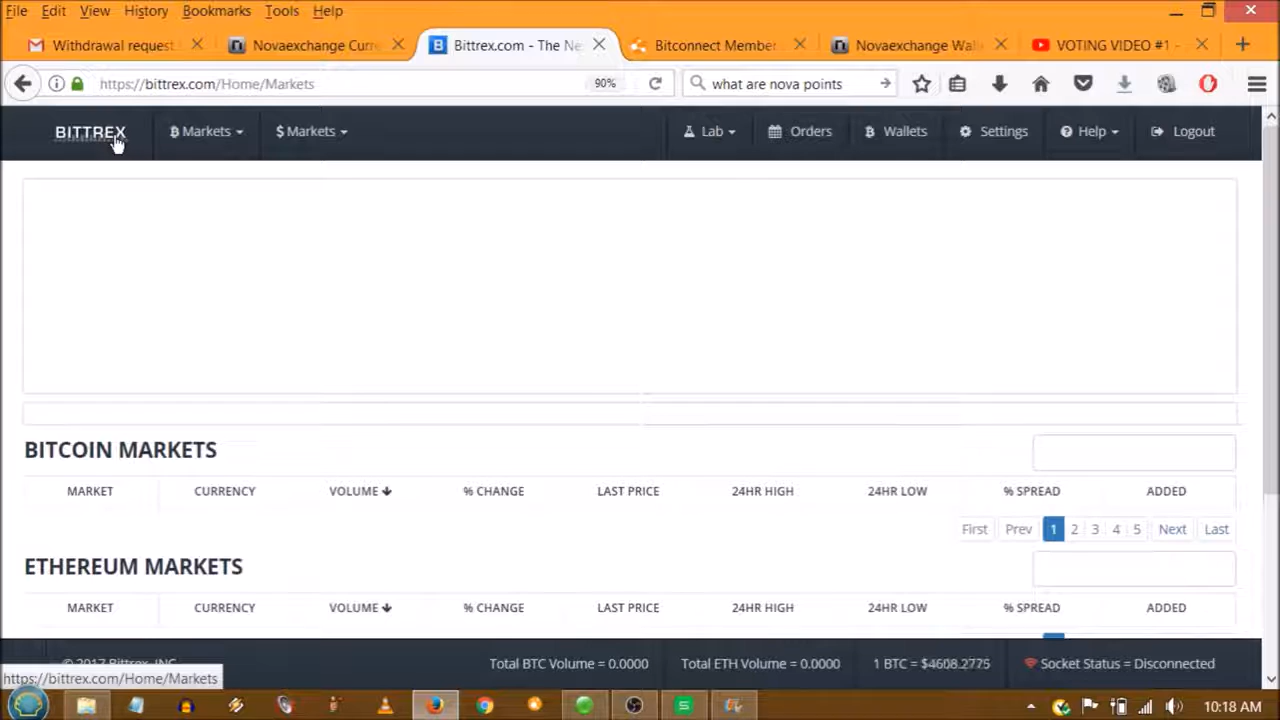 File Edit View History Bookmarks Tools Help
Withdrawal request Novaexchange Curre Bittrex.com - The Ne Bitconnect Member Novaexchange Wall VOTING VIDEO #1 -
https://bittrex.com/Home/Markets 90% what are nova points
BITTREX Markets $ Markets Lab Orders Wallets Settings Help Logout
BITCOIN MARKETS
MARKET CURRENCY VOLUME % CHANGE LAST PRICE 24HR HIGH 24HR LOW % SPREAD ADDED
First Prev 1 2 3 4 5 Next Last
ETHEREUM MARKETS
MARKET CURRENCY VOLUME % CHANGE LAST PRICE 24HR HIGH 24HR LOW % SPREAD ADDED
© 2017 Bittrex, INC Total BTC Volume = 0.0000 Total ETH Volume = 0.0000 1 BTC = $4608.2775 Socket Status = Disconnected
https://bittrex.com/Home/Markets
10:18 AM